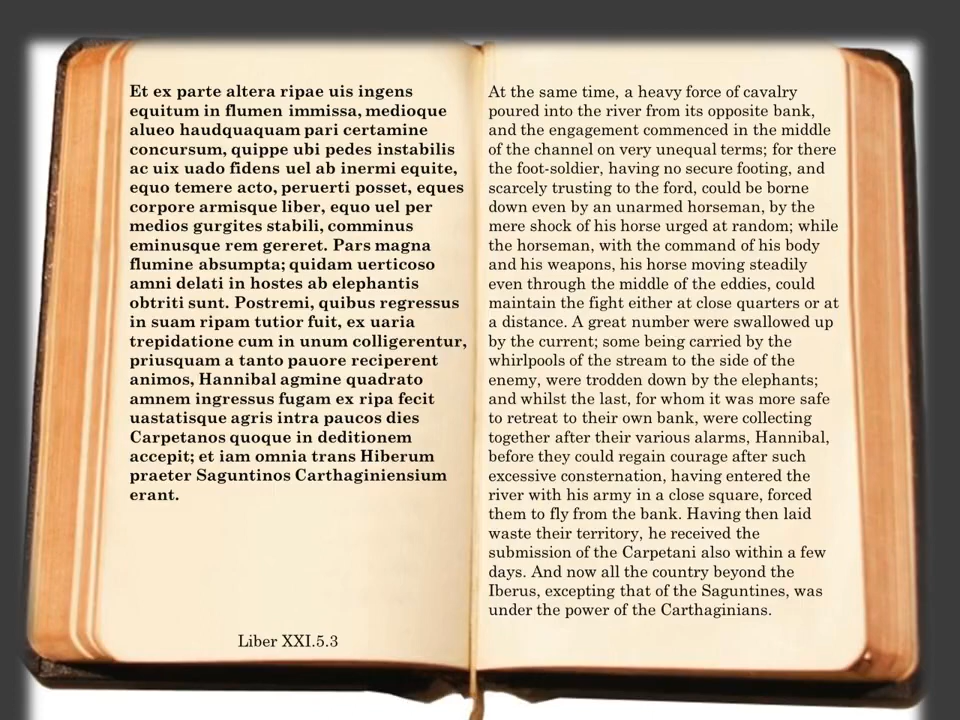 Et ex parte altera ripae uis ingens
equitum in flumen immissa, medioque
alueo haudquaquam pari certamine
concursum, quippe ubi pedes instabilis
ac uix uado fidens uel ab inermi equite,
equo temere acto, peruerti posset, eques
corpore armisque liber, equo uel per
medios gurgites stabili, comminus
eminusque rem gereret. Pars magna
flumine absumpta; quidam uerticoso
amni delati in hostes ab elephantis
obtriti sunt. Postremi, quibus regressus
in suam ripam tutior fuit, ex uaria
trepidatione cum in unum colligerentur,
priusquam a tanto pauore reciperent
animos, Hannibal agmine quadrato
amnem ingressus fugam ex ripa fecit
uastatisque agris intra paucos dies
Carpetanos quoque in deditionem
accepit; et iam omnia trans Hiberum
praeter Saguntinos Carthaginiensium
erant.
Liber XXI.5.3
At the same time, a heavy force of cavalry
poured into the river from its opposite bank,
and the engagement commenced in the middle
of the channel on very unequal terms; for there
the foot-soldier, having no secure footing, and
scarcely trusting to the ford, could be borne
down even by an unarmed horseman, by the
mere shock of his horse urged at random; while
the horseman, with the command of his body
and his weapons, his horse moving steadily
even through the middle of the eddies, could
maintain the fight either at close quarters or at
a distance. A great number were swallowed up
by the current; some being carried by the
whirlpools of the stream to the side of the
enemy, were trodden down by the elephants;
and whilst the last, for whom it was more safe
to retreat to their own bank, were collecting
together after their various alarms, Hannibal,
before they could regain courage after such
excessive consternation, having entered the
river with his army in a close square, forced
them to fly from the bank. Having then laid
waste their territory, he received the
submission of the Carpetani also within a few
days. And now all the country beyond the
Iberus, excepting that of the Saguntines, was
under the power of the Carthaginians.